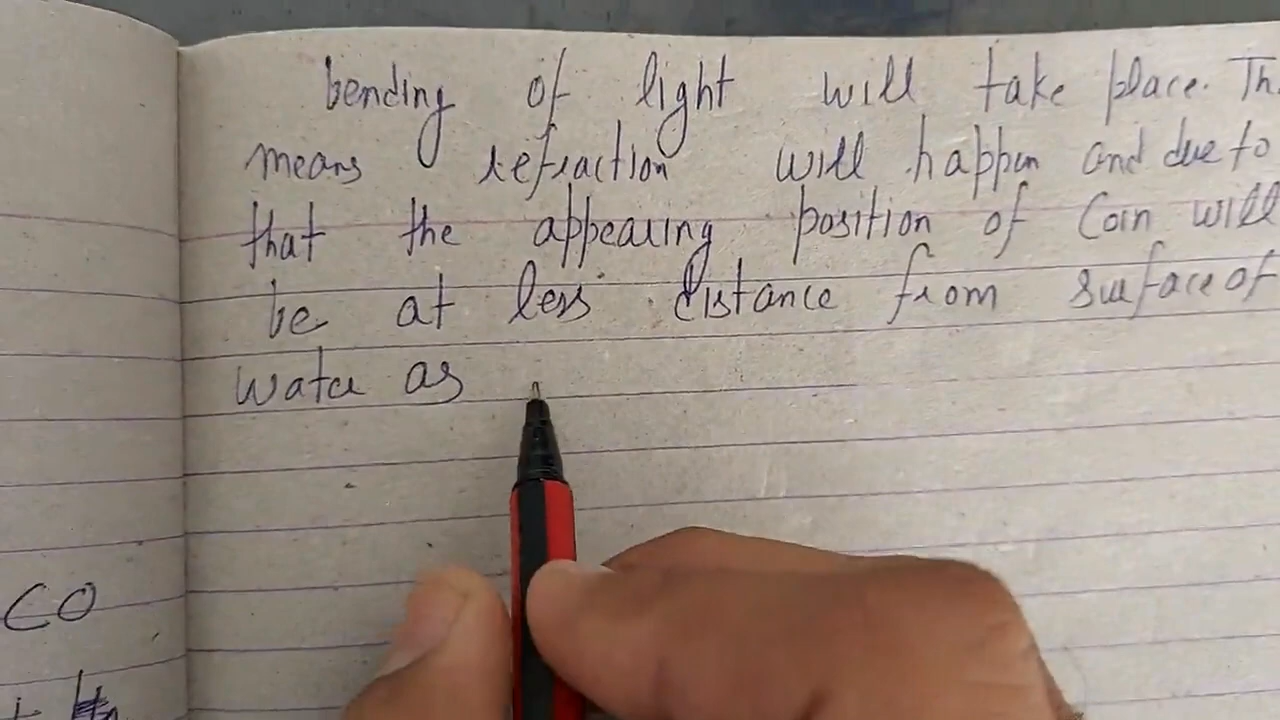 bending of light will take place. Th
means refraction will happen and due to
that the appearing position of Coin will
be at less distance from surface of
Water as
CO